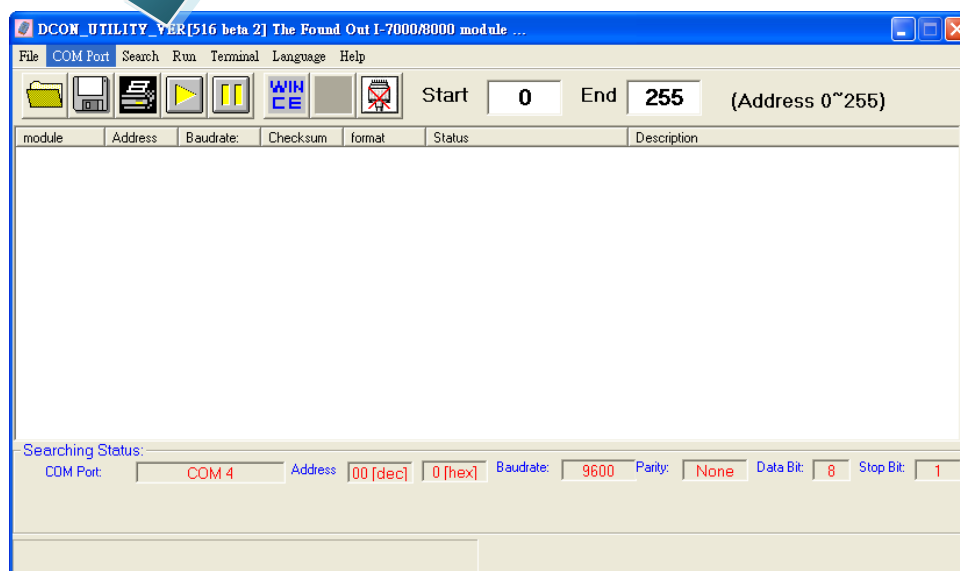 DCON_UTILITY_VER[516 beta 2] The Found Out I-7000/8000 module ...
File COM Port Search Run Terminal Language Help
WIN CE Start 0 End 255 (Address 0~255)
module Address Baudrate: Checksum format Status Description
Searching Status:
COM Port: COM 4 Address 00 [dec] 0 [hex] Baudrate: 9600 Parity: None Data Bit: 8 Stop Bit: 1